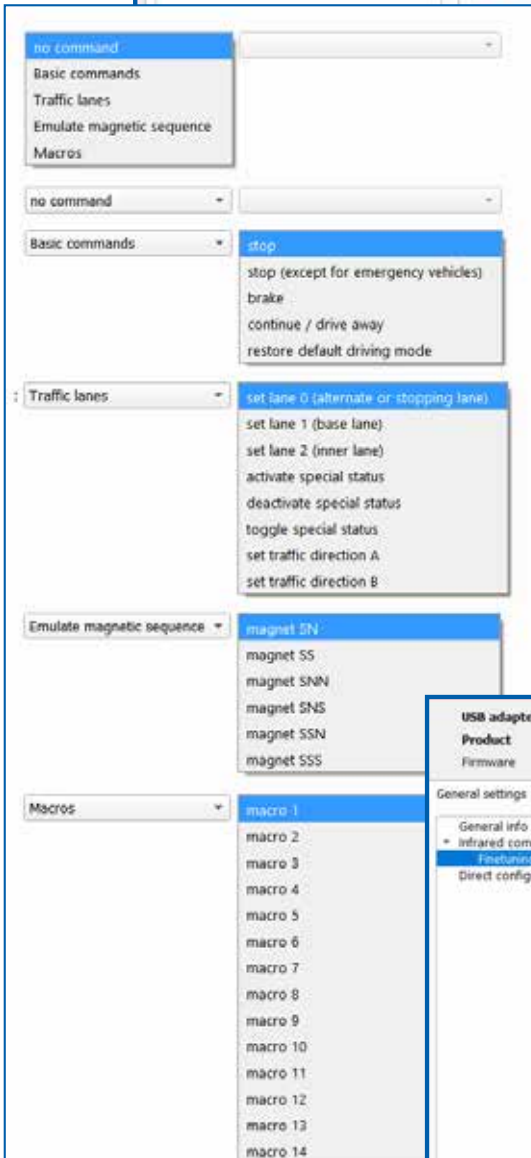 no command
Basic commands
Traffic lanes
Emulate magnetic sequence
Macros
no command
Basic commands
stop
stop (except for emergency vehicles)
brake
continue / drive away
restore default driving mode
: Traffic lanes
set lane 0 (alternate or stopping lane)
set lane 1 (base lane)
set lane 2 (inner lane)
activate special status
deactivate special status
toggle special status
set traffic direction A
set traffic direction B
Emulate magnetic sequence
magnet SN
magnet SS
magnet SNN
magnet SNS
magnet SSN
magnet SSS
Macros
macro 1
macro 2
macro 3
macro 4
macro 5
macro 6
macro 7
macro 8
macro 9
macro 10
macro 11
macro 12
macro 13
macro 14
USB adapte
Product
Firmware
General settings
General info
Infrared com
Finetuning
Direct config